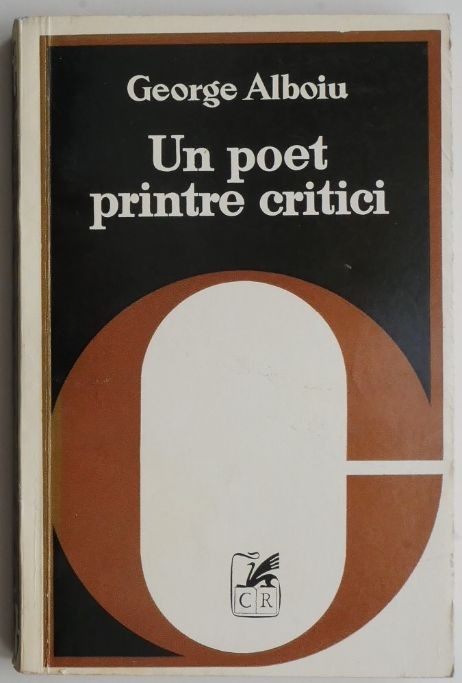 George Alboiu
Un poet
printre critici
CR